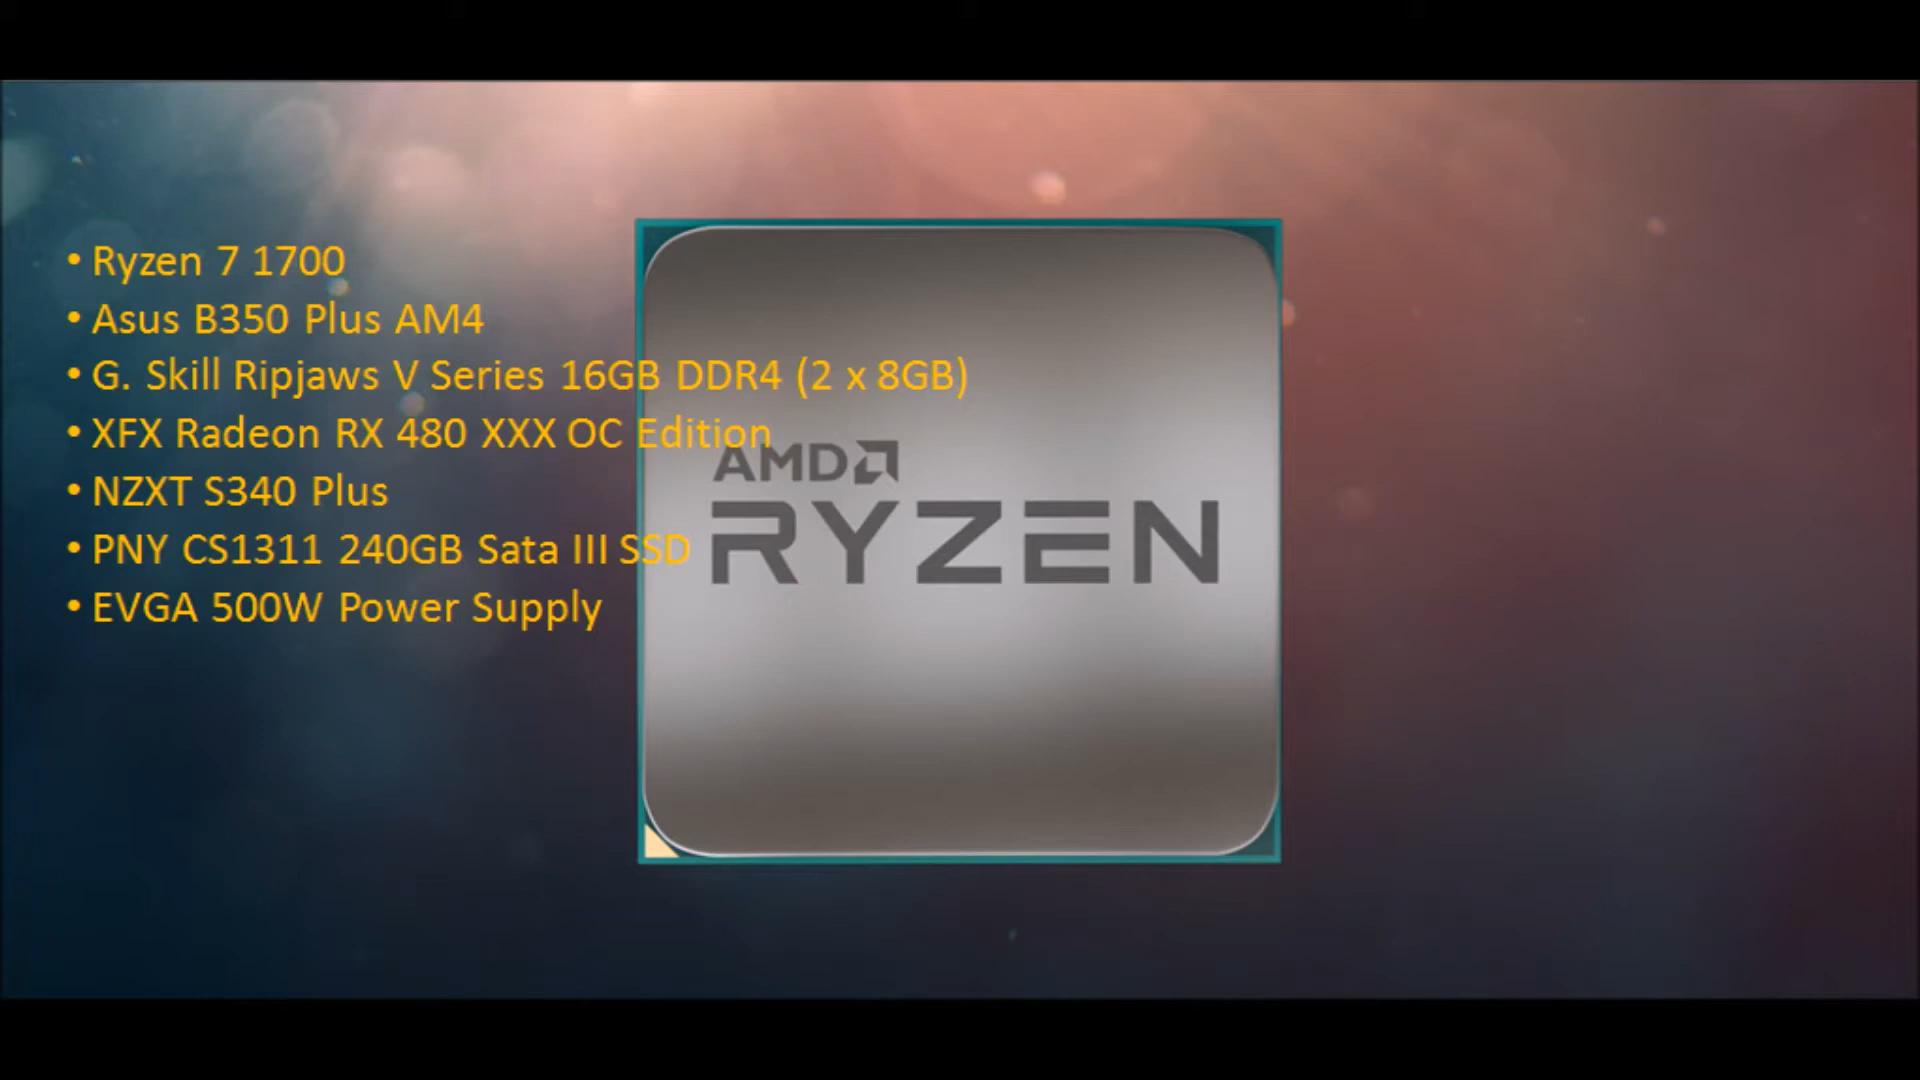 • Ryzen 7 1700
• Asus B350 Plus AM4
• G. Skill Ripjaws V Series 16GB DDR4 (2 x 8GB)
• XFX Radeon RX 480 XXX OC Edition
• NZXT S340 Plus
• PNY CS1311 240GB Sata III SSD
• EVGA 500W Power Supply
AMD
RYZEN